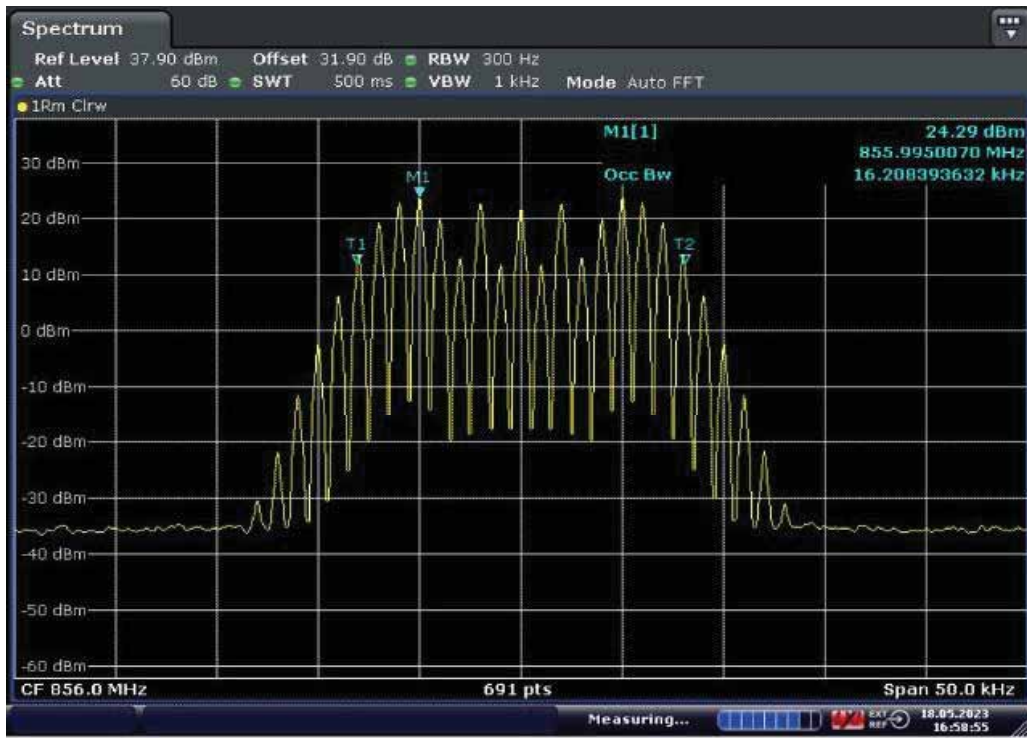 Spectrum
Ref Level 37.90 dBm Offset 31.90 dB RBW 300 Hz
Att 60 dB SWT 500 ms VBW 1 kHz Mode Auto FFT
1Rm Clrw
M1[1] 24.29 dBm
855.9950070 MHz
30 dBm
Occ Bw 16.208393632 kHz
M1
20 dBm
T1 T2
10 dBm
0 dBm
-10 dBm
-20 dBm
-30 dBm
-40 dBm
-50 dBm
-60 dBm
CF 856.0 MHz 691 pts Span 50.0 kHz
Measuring... EXT REF 18.05.2023
16:58:55